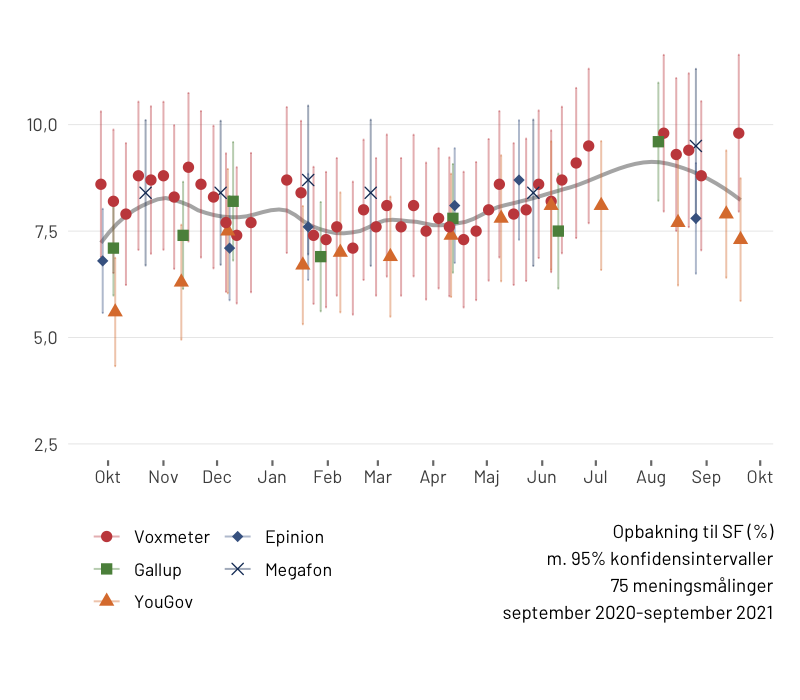 10,0
7,5
5,0
2,5
Okt Nov Dec Jan Feb Mar Apr Maj Jun Jul Aug Sep Okt
Voxmeter Epinion
Gallup Megafon
YouGov
Opbakning til SF (%)
m. 95% konfidensintervaller
75 meningsmålinger
september 2020-september 2021